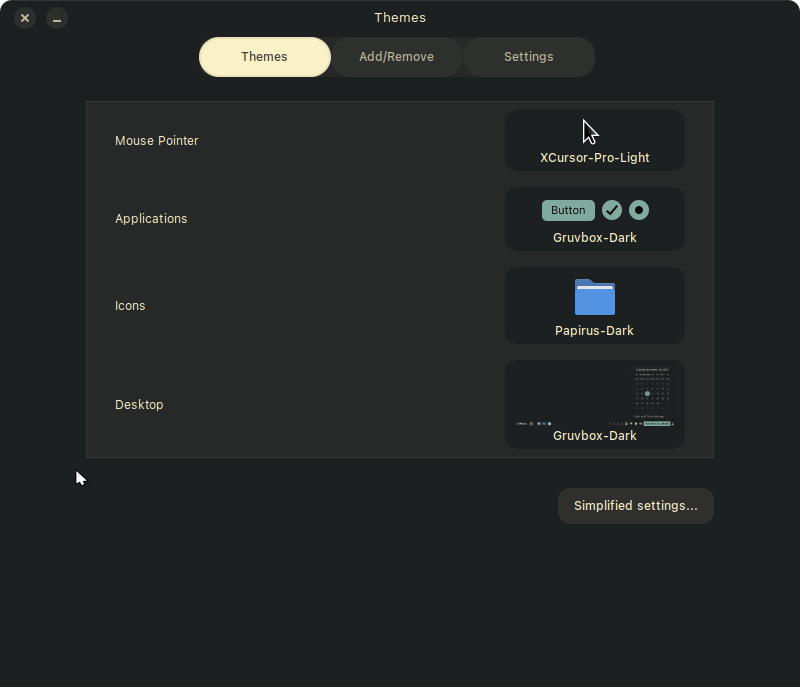 Themes
Themes
Add/Remove
Settings
Mouse Pointer
XCursor-Pro-Light
Applications
Button
Gruvbox-Dark
Icons
Papirus-Dark
Desktop
Gruvbox-Dark
Simplified settings...